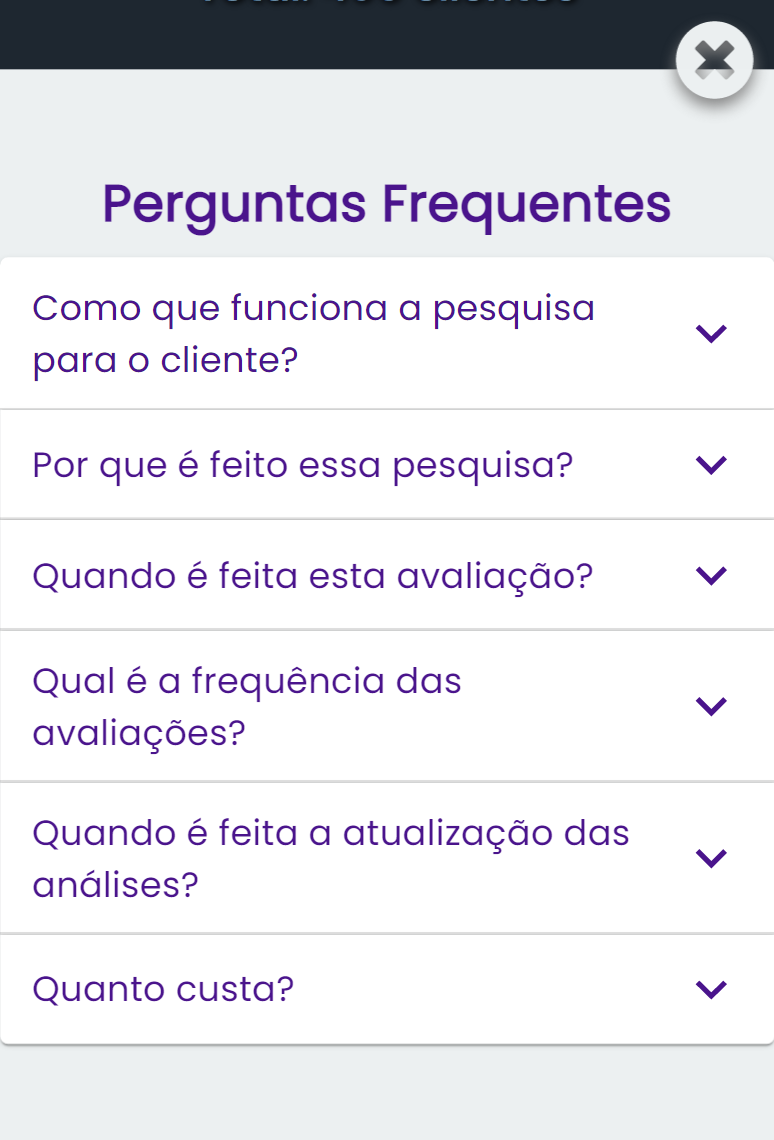 Perguntas Frequentes
Como que funciona a pesquisa
para o cliente?
Por que é feito essa pesquisa?
Quando é feita esta avaliação?
Qual é a frequência das
avaliações?
Quando é feita a atualização das
análises?
Quanto custa?